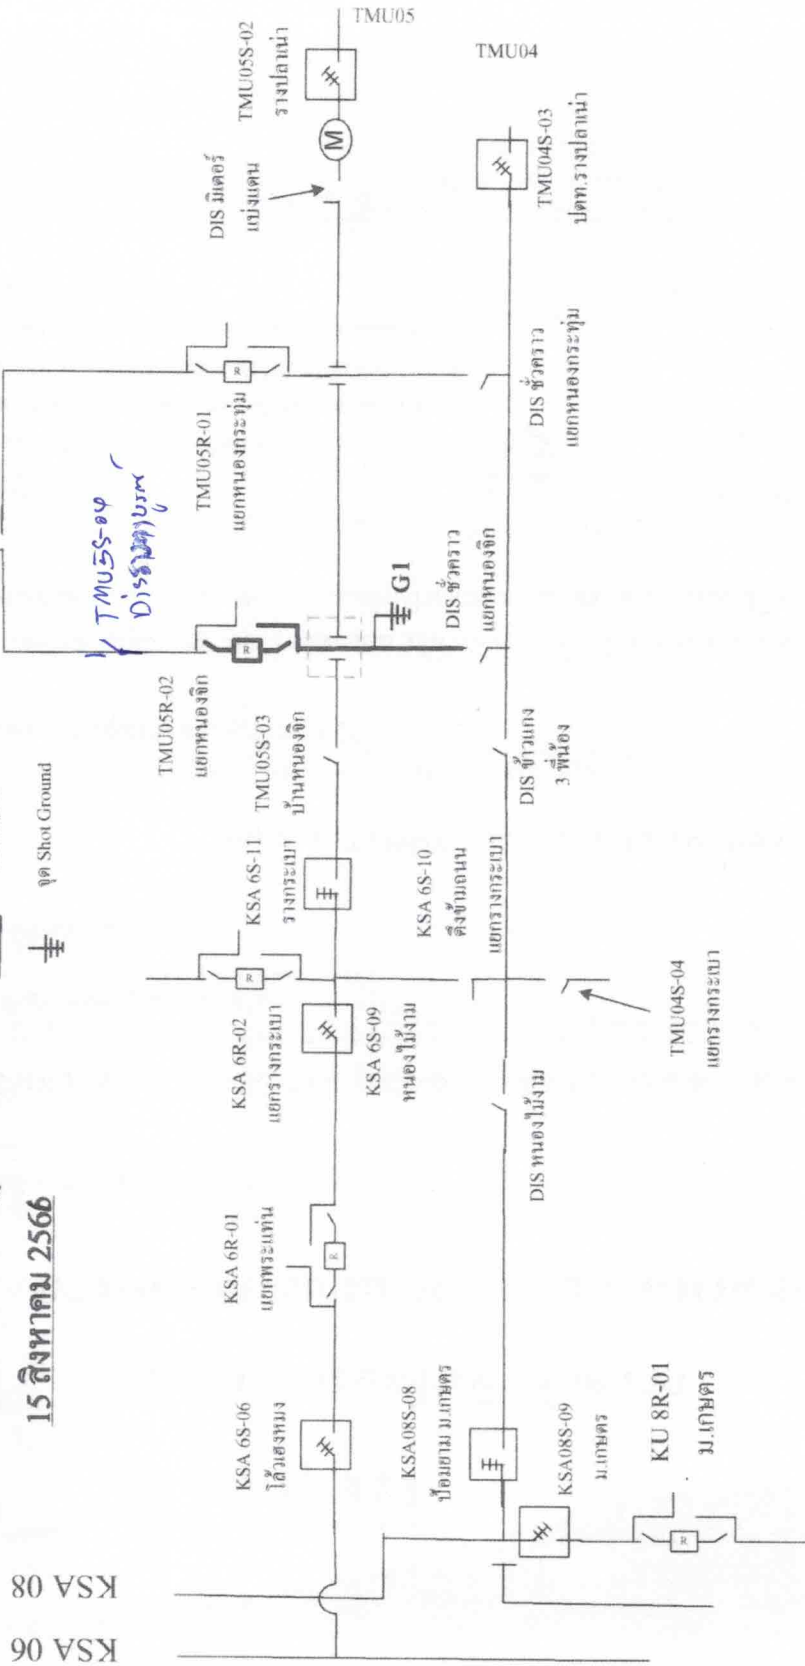 15 สิงหาคม 2566
จุด Shot Ground
KSA 06
KSA 08
KSA 6S-06
โล้วเฮงหมง
KSA 6R-01
แยกพระแท่น
KSA 6R-02
แยกรางกระเบา
KSA 6S-09
หนองไม้งาม
KSA 6S-11
รางกระเบา
TMU05S-03
บ้านหนองจิก
TMU05R-02
แยกหนองจิก
TMU5S-04
TMU05R-01
แยกหนองกระทุ่ม
DIS มิเตอร์
แบ่งแดน
M
TMU05S-02
รางปลาเน่า
TMU05
KSA08S-08
ป้อมยาม ม.เกษตร
KSA08S-09
ม.เกษตร
KU 8R-01
ม.เกษตร
DIS หนองไม้งาม
KSA 6S-10
ดึงข้ามถนน
แยกรางกระเบา
TMU04S-04
แยกรางกระเบา
DIS ข้าวแกง
3 พี่น้อง
G1
DIS ชั่วคราว
แยกหนองจิก
DIS ชั่วคราว
แยกหนองกระทุ่ม
TMU04S-03
ปตท.รางปลาเน่า
TMU04
R
R
R
R
R
R